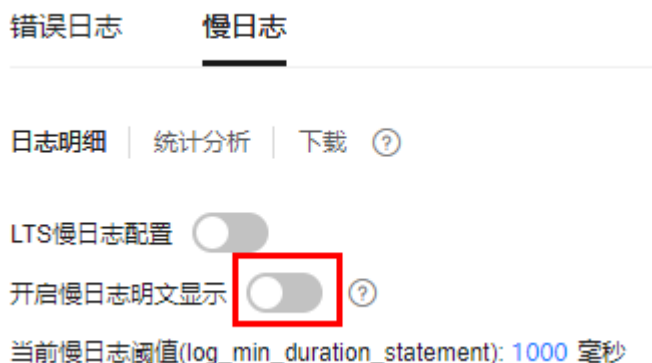 错误日志 慢日志
日志明细 统计分析 下载 ?
LTS慢日志配置
开启慢日志明文显示 ?
当前慢日志阈值(log_min_duration_statement): 1000 毫秒